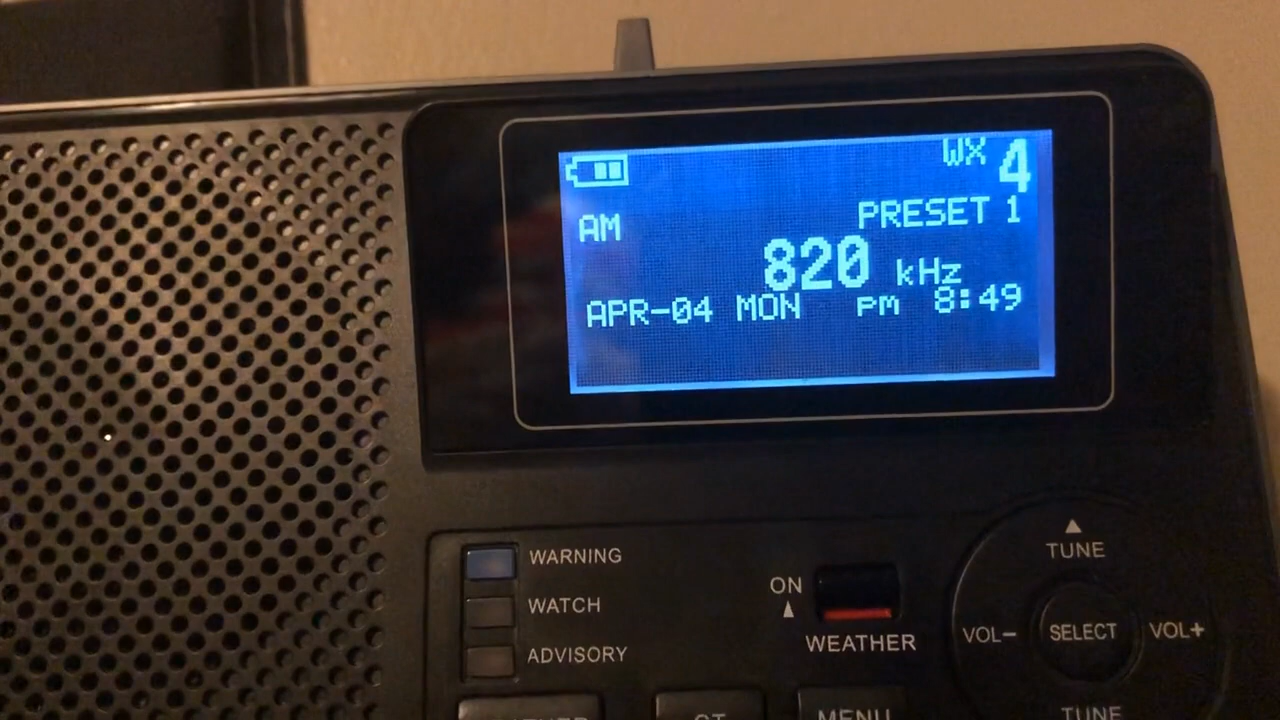 WX 4
AM
PRESET 1
820 kHz
APR-04 MON pm 8:49
WARNING
WATCH
ADVISORY
ON
WEATHER
TUNE
VOL-
SELECT
VOL+
TUNE
MENU